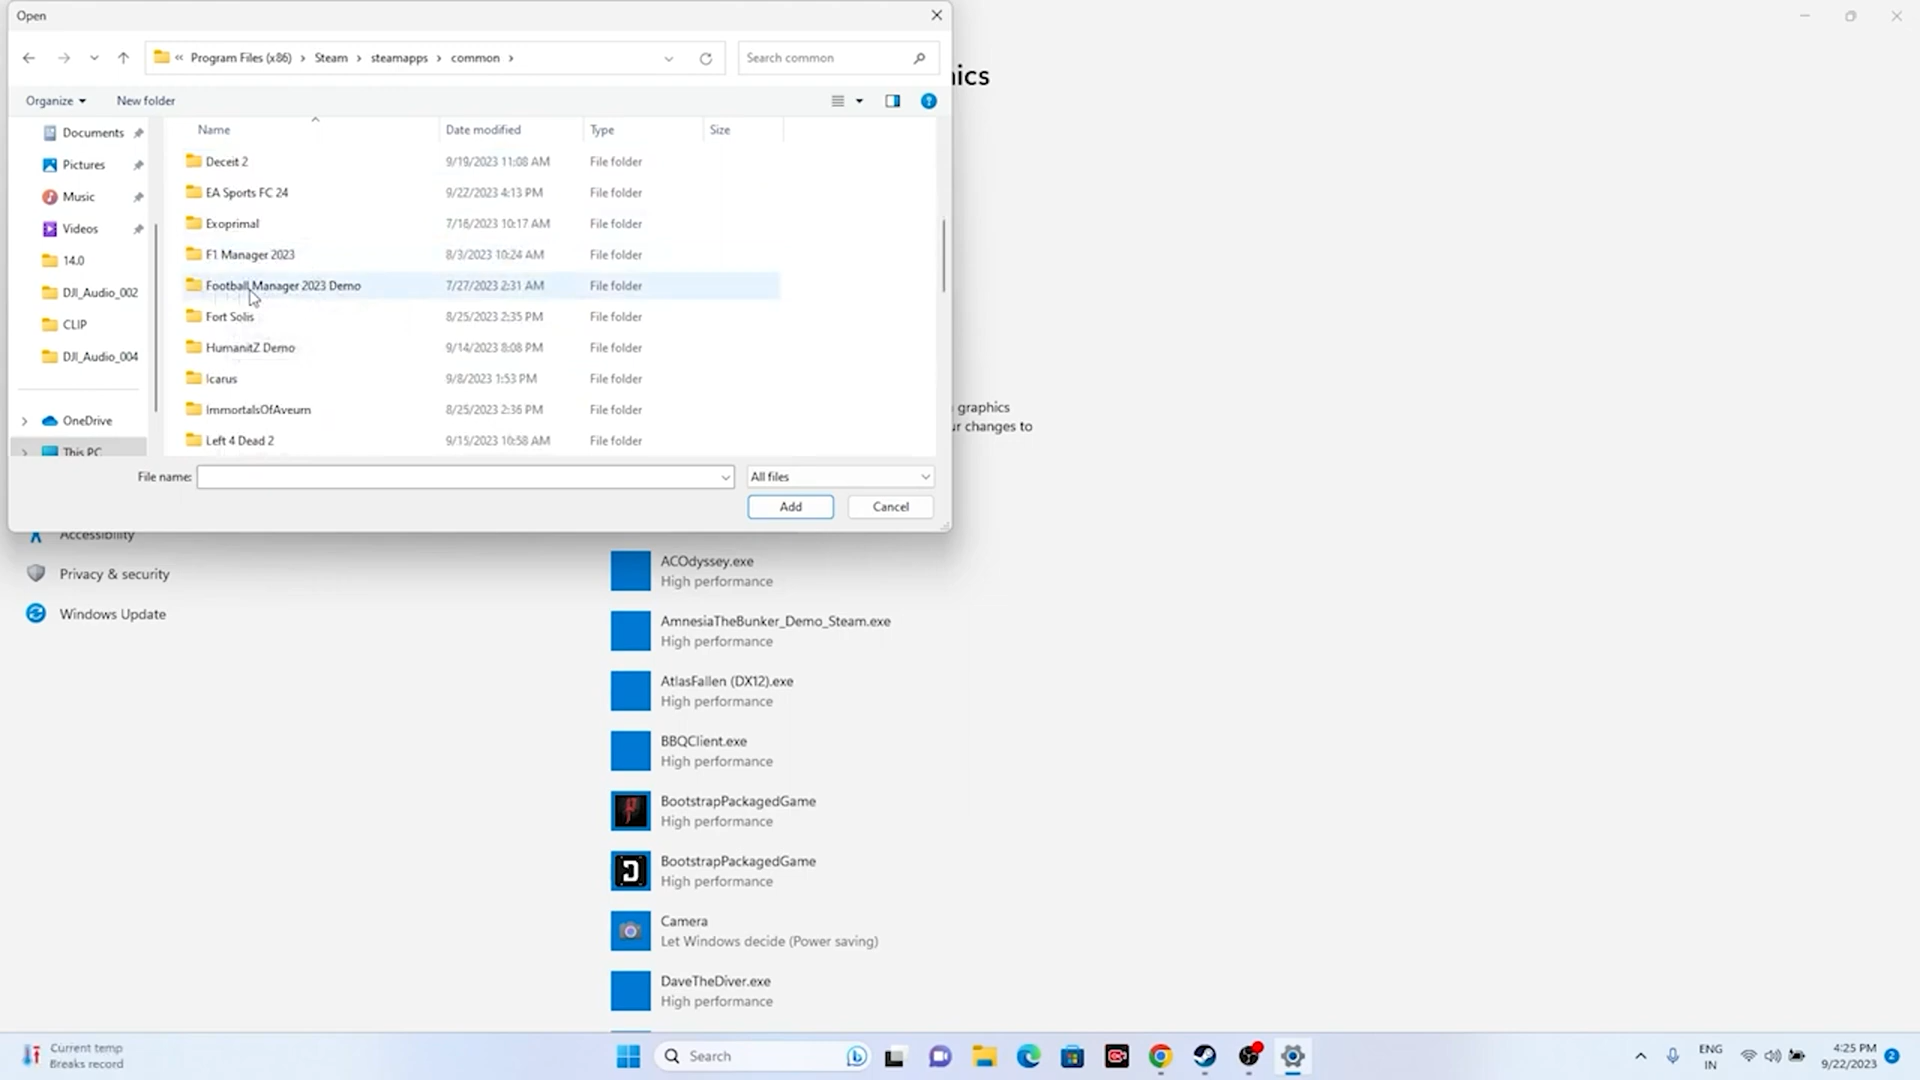 Open
Program Files (x86) › Steam › steamapps › common ›
Search common
Organize
New folder
Documents
Pictures
Music
Videos
14.0
DJI_Audio_002
CLIP
DJI_Audio_004
OneDrive
This PC
Name Date modified Type Size
Deceit 2 9/19/2023 11:08 AM File folder
EA Sports FC 24 9/22/2023 4:13 PM File folder
Exoprimal 7/16/2023 10:17 AM File folder
F1 Manager 2023 8/3/2023 10:24 AM File folder
Football Manager 2023 Demo 7/27/2023 2:31 AM File folder
Fort Solis 8/25/2023 2:35 PM File folder
HumanitZ Demo 9/14/2023 8:08 PM File folder
Icarus 9/8/2023 1:53 PM File folder
ImmortalsOfAveum 8/25/2023 2:36 PM File folder
Left 4 Dead 2 9/15/2023 10:58 AM File folder
File name:
All files
Add
Cancel
graphics
changes to
Accessibility
Privacy & security
Windows Update
ACOdyssey.exe
High performance
AmnesiaTheBunker_Demo_Steam.exe
High performance
AtlasFallen (DX12).exe
High performance
BBQClient.exe
High performance
BootstrapPackagedGame
High performance
BootstrapPackagedGame
High performance
Camera
Let Windows decide (Power saving)
DaveTheDiver.exe
High performance
Current temp
Breaks record
Search
ENG
IN
4:25 PM
9/22/2023
2